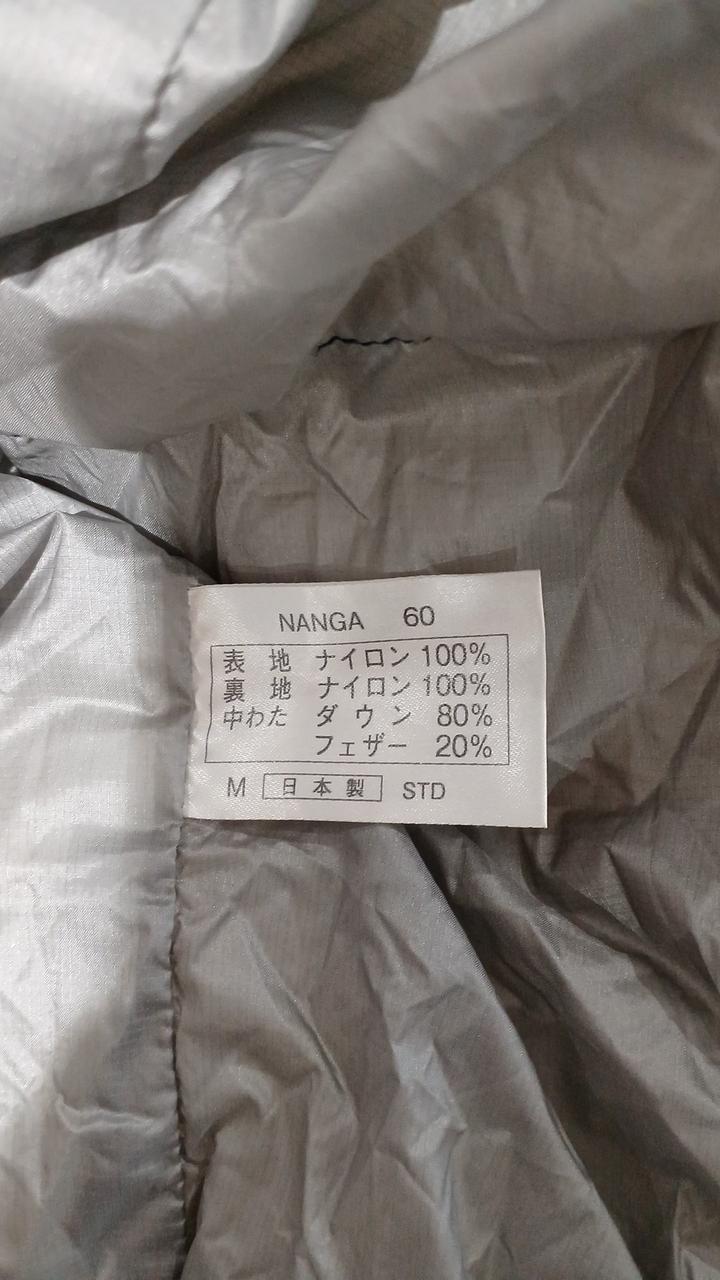 NANGA 60
表地 ナイロン 100%
裏地 ナイロン 100%
中わた ダウン 80%
フェザー 20%
M 日本製 STD